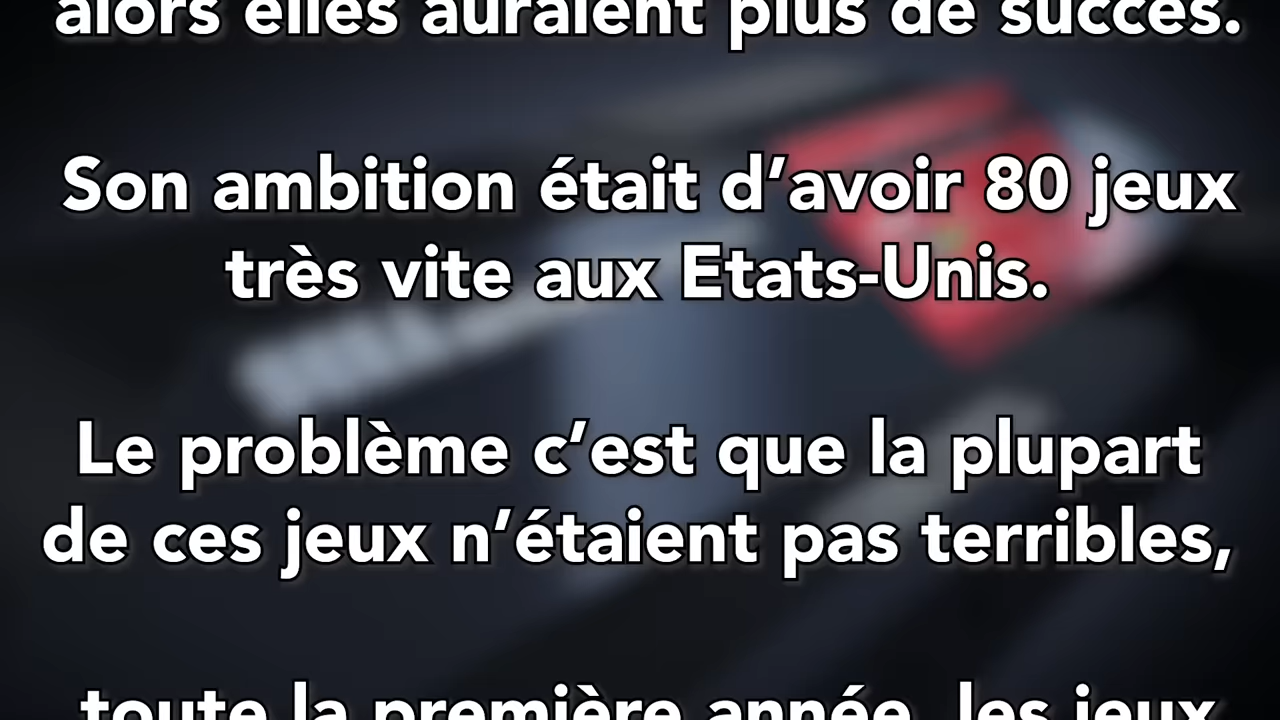 alors elles auraient plus de succès.
Son ambition était d’avoir 80 jeux
très vite aux Etats-Unis.
Le problème c’est que la plupart
de ces jeux n’étaient pas terribles,
toute la première année, les jeux